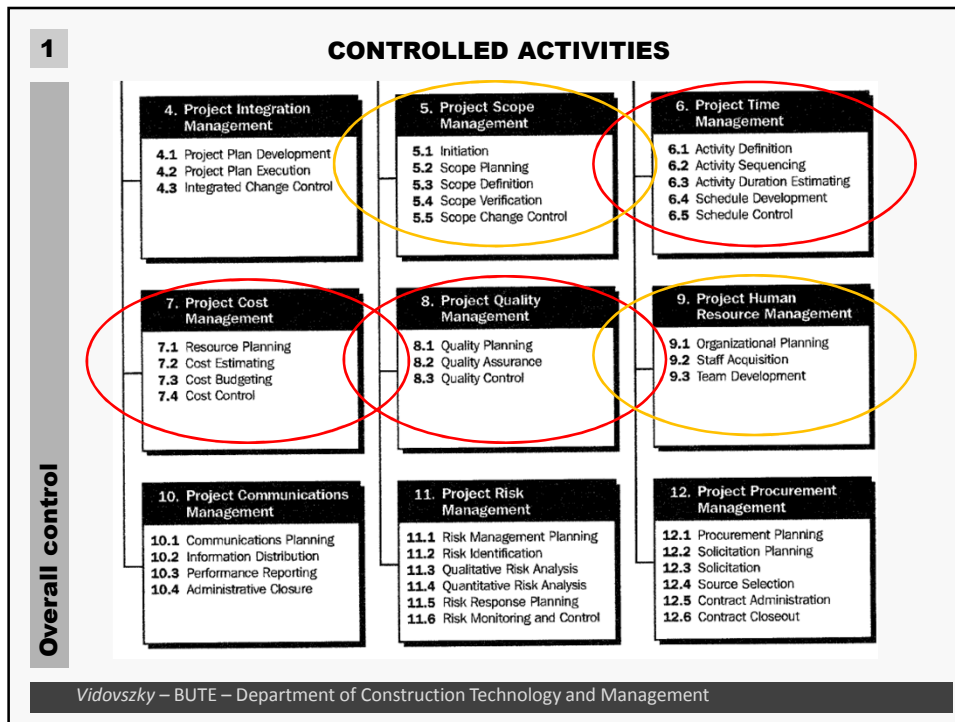 1
CONTROLLED ACTIVITIES
Overall control
4. Project Integration
Management
4.1 Project Plan Development
4.2 Project Plan Execution
4.3 Integrated Change Control
5. Project Scope
Management
5.1 Initiation
5.2 Scope Planning
5.3 Scope Definition
5.4 Scope Verification
5.5 Scope Change Control
6. Project Time
Management
6.1 Activity Definition
6.2 Activity Sequencing
6.3 Activity Duration Estimating
6.4 Schedule Development
6.5 Schedule Control
7. Project Cost
Management
7.1 Resource Planning
7.2 Cost Estimating
7.3 Cost Budgeting
7.4 Cost Control
8. Project Quality
Management
8.1 Quality Planning
8.2 Quality Assurance
8.3 Quality Control
9. Project Human
Resource Management
9.1 Organizational Planning
9.2 Staff Acquisition
9.3 Team Development
10. Project Communications
Management
10.1 Communications Planning
10.2 Information Distribution
10.3 Performance Reporting
10.4 Administrative Closure
11. Project Risk
Management
11.1 Risk Management Planning
11.2 Risk Identification
11.3 Qualitative Risk Analysis
11.4 Quantitative Risk Analysis
11.5 Risk Response Planning
11.6 Risk Monitoring and Control
12. Project Procurement
Management
12.1 Procurement Planning
12.2 Solicitation Planning
12.3 Solicitation
12.4 Source Selection
12.5 Contract Administration
12.6 Contract Closeout
Vidovszky – BUTE – Department of Construction Technology and Management